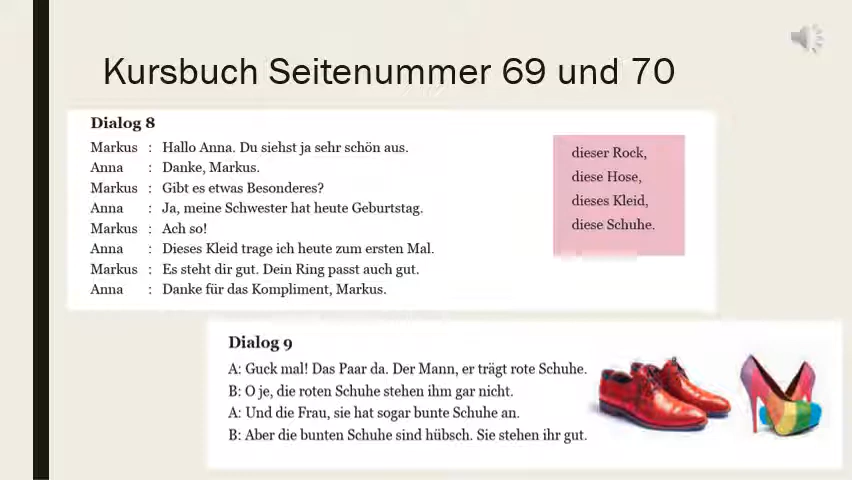 Kursbuch Seitenummer 69 und 70
Dialog 8
Markus : Hallo Anna. Du siehst ja sehr schön aus.
Anna : Danke, Markus.
Markus : Gibt es etwas Besonderes?
Anna : Ja, meine Schwester hat heute Geburtstag.
Markus : Ach so!
Anna : Dieses Kleid trage ich heute zum ersten Mal.
Markus : Es steht dir gut. Dein Ring passt auch gut.
Anna : Danke für das Kompliment, Markus.
dieser Rock,
diese Hose,
dieses Kleid,
diese Schuhe.
Dialog 9
A: Guck mal! Das Paar da. Der Mann, er trägt rote Schuhe.
B: O je, die roten Schuhe stehen ihm gar nicht.
A: Und die Frau, sie hat sogar bunte Schuhe an.
B: Aber die bunten Schuhe sind hübsch. Sie stehen ihr gut.